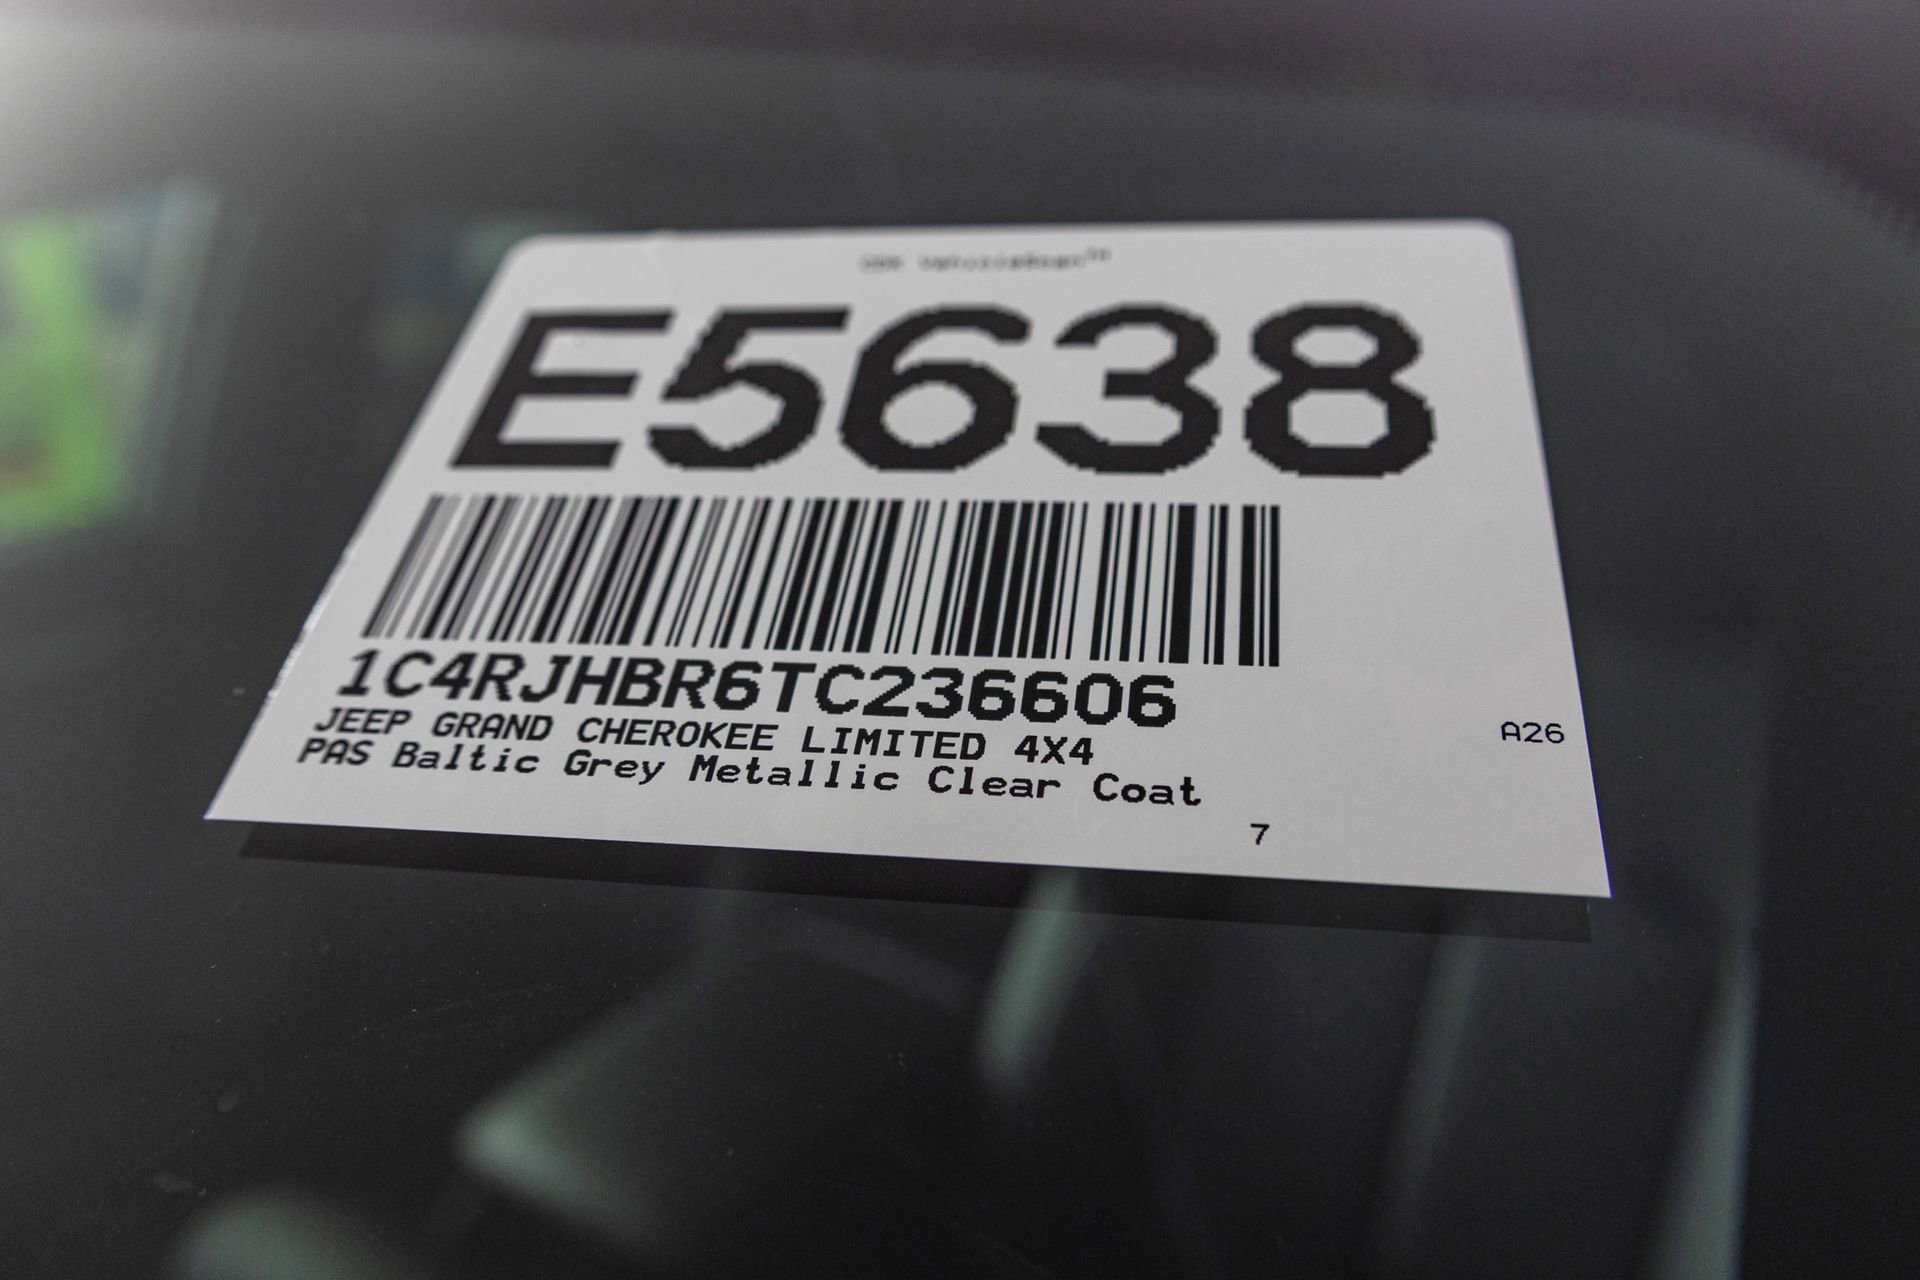 E5638
1C4RJHBR6TC236606
JEEP GRAND CHEROKEE LIMITED 4X4
A26
PAS Baltic Grey Metallic Clear Coat
7